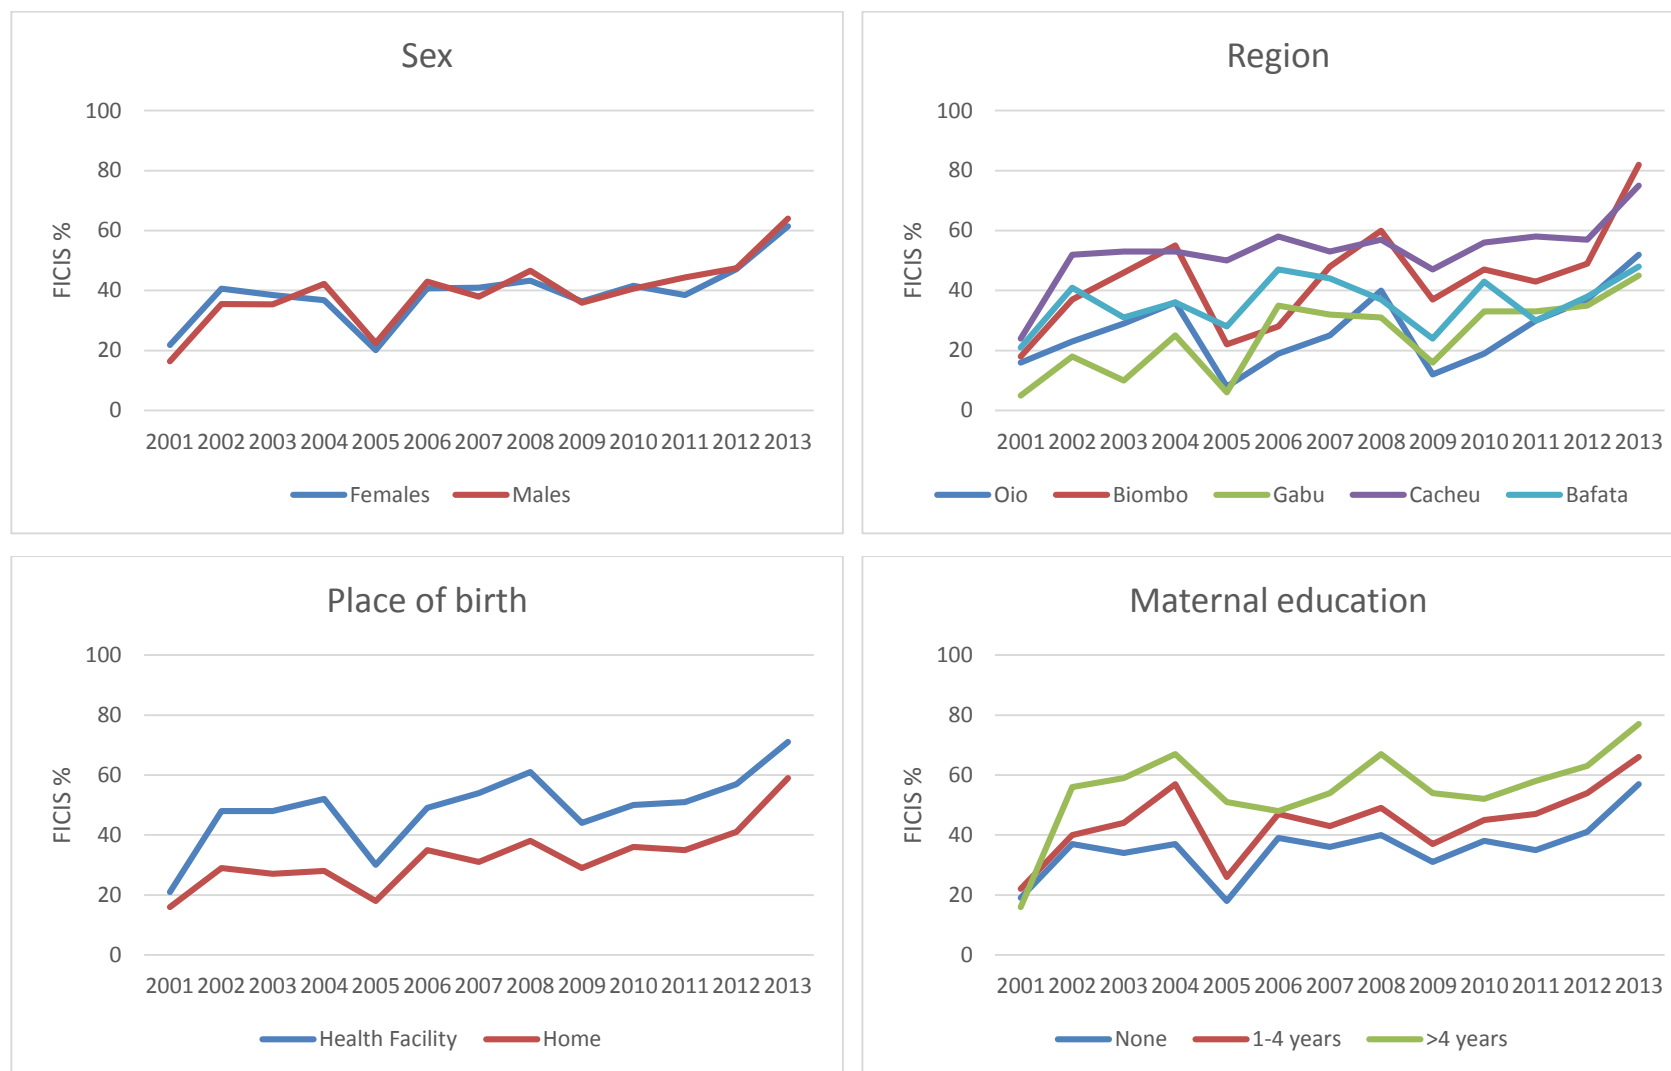 Sex
100
80
60
40
20
0
FICIS %
2001 2002 2003 2004 2005 2006 2007 2008 2009 2010 2011 2012 2013
Females Males
Region
100
80
60
40
20
0
FICIS %
2001 2002 2003 2004 2005 2006 2007 2008 2009 2010 2011 2012 2013
Oio Biombo Gabu Cacheu Bafata
Place of birth
100
80
60
40
20
0
FICIS %
2001 2002 2003 2004 2005 2006 2007 2008 2009 2010 2011 2012 2013
Health Facility Home
Maternal education
100
80
60
40
20
0
FICIS %
2001 2002 2003 2004 2005 2006 2007 2008 2009 2010 2011 2012 2013
None 1-4 years >4 years